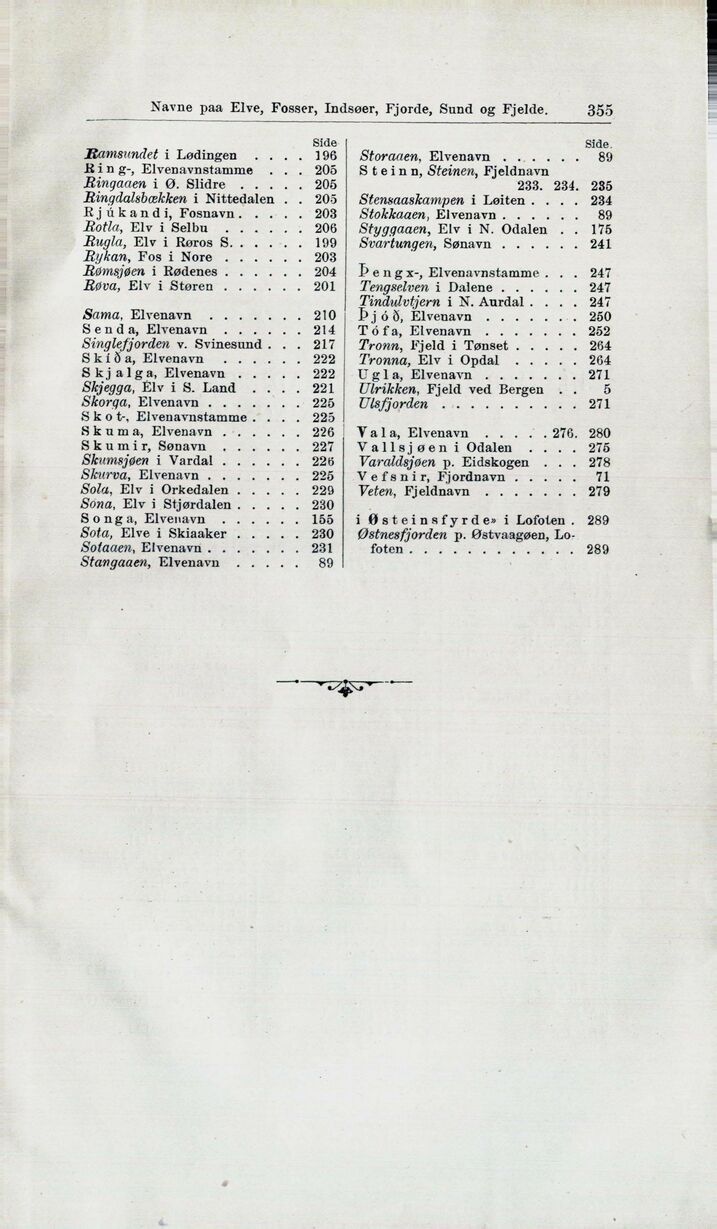 Navne paa Elve, Fosser, Indsøer, Fjorde, Sund og Fjelde. 355
Side
Ramsundet i Lødingen . . . . 196
Ring-, Elvenavnstamme . . . 205
Ringaaen i Ø. Slidre . . . . . 205
Ringdalsbækken i Nittedalen . . 205
Rjúkandi, Fosnavn . . . . . 203
Rotla, Elv i Selbu . . . . . . 206
Rugla, Elv i Røros S. . . . . . 199
Rykan, Fos i Nore . . . . . . 203
Rømsjøen i Rødenes . . . . . 204
Røva, Elv i Støren . . . . . . 201
Sama, Elvenavn . . . . . . . 210
Senda, Elvenavn . . . . . . 214
Singlefjorden v. Svinesund . . . 217
Skíða, Elvenavn . . . . . . 222
Skjalga, Elvenavn . . . . . 222
Skjegga, Elv i S. Land . . . . 221
Skorga, Elvenavn . . . . . . . 225
Skot-, Elvenavnstamme . . . . 225
Skuma, Elvenavn . . . . . . 226
Skumir, Sønavn . . . . . . 227
Skumsjøen i Vardal . . . . . . 226
Skurva, Elvenavn . . . . . . . 225
Sola, Elv i Orkedalen . . . . . 229
Sona, Elv i Stjørdalen . . . . . 230
Songa, Elvenavn . . . . . . 155
Sota, Elve i Skiaaker . . . . . 230
Sotaaen, Elvenavn . . . . . . . 231
Stangaaen, Elvenavn . . . . . 89
Side.
Storaaen, Elvenavn . . . . . . 89
Steinn, Steinen, Fjeldnavn
233. 234. 235
Stensaaskampen i Løiten . . . . 234
Stokkaaen, Elvenavn . . . . . . 89
Styggaaen, Elv i N. Odalen . . 175
Svartungen, Sønavn . . . . . . 241
Þengx-, Elvenavnstamme . . . 247
Tengselven i Dalene . . . . . . 247
Tindulvtjern i N. Aurdal . . . . 247
Þjóð, Elvenavn . . . . . . . 250
Tófa, Elvenavn . . . . . . . 252
Tronn, Fjeld i Tønset . . . . . 264
Tronna, Elv i Opdal . . . . . 264
Ugla, Elvenavn . . . . . . . 271
Ulrikken, Fjeld ved Bergen . . 5
Ulsfjorden . . . . . . . . . . 271
Vala, Elvenavn . . . . . 276. 280
Vallsjøen i Odalen . . . . 275
Varaldsjøen p. Eidskogen . . . 278
Vefsnir, Fjordnavn . . . . . 71
Veten, Fjeldnavn . . . . . . . 279
i Østeinsfyrde» i Lofoten . 289
Østnesfjorden p. Østvaagøen, Lo-
foten . . . . . . . . . . . . 289